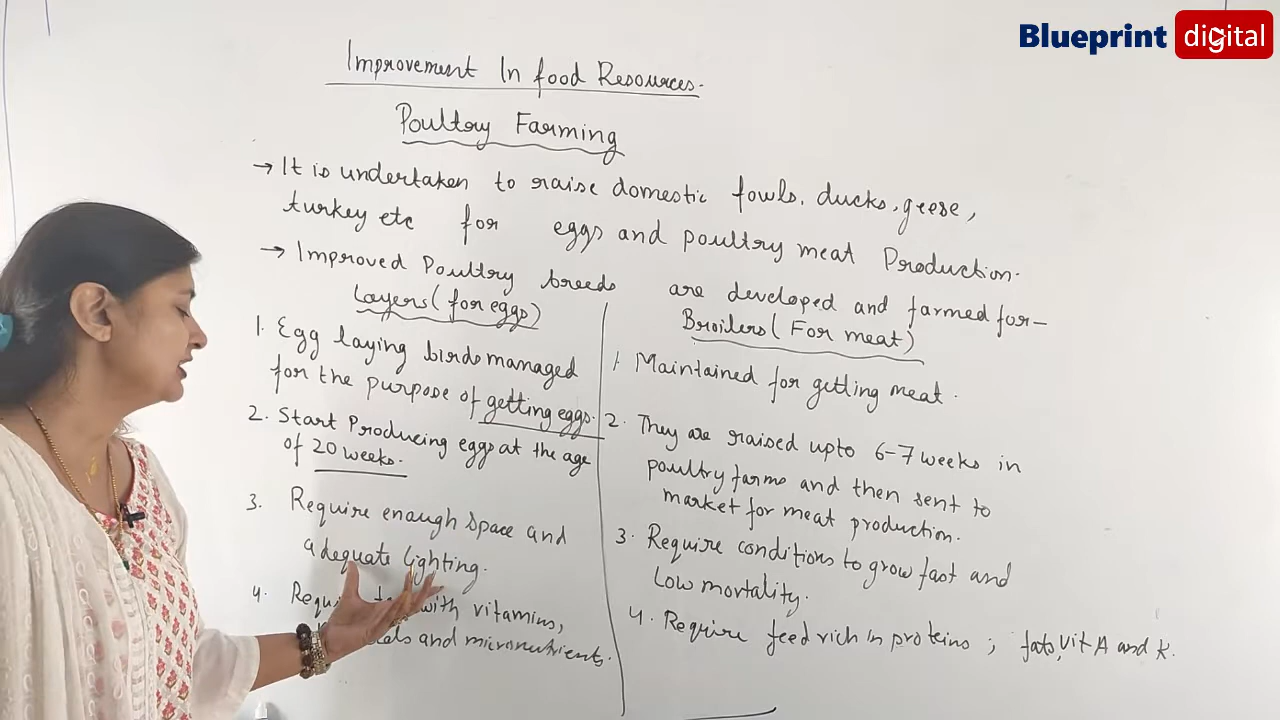 Blueprint digital
Improvement In food Resources.
Poultry Farming
→ It is undertaken to raise domestic fowls, ducks, geese,
turkey etc for eggs and poultry meat Production.
→ Improved Poultry breeds are developed and farmed for-
Layers (for eggs)
1. Egg laying birds managed
for the purpose of getting eggs.
2. Start Producing eggs at the age
of 20 weeks.
3. Require enough space and
adequate lighting.
4. with vitamins,
and micronutrients.
Broilers (For meat)
1. Maintained for getting meat.
2. They are raised upto 6-7 weeks in
poultry farms and then sent to
market for meat production.
3. Require conditions to grow fast and
Low mortality.
4. Require feed rich in proteins; fats, vit A and K.